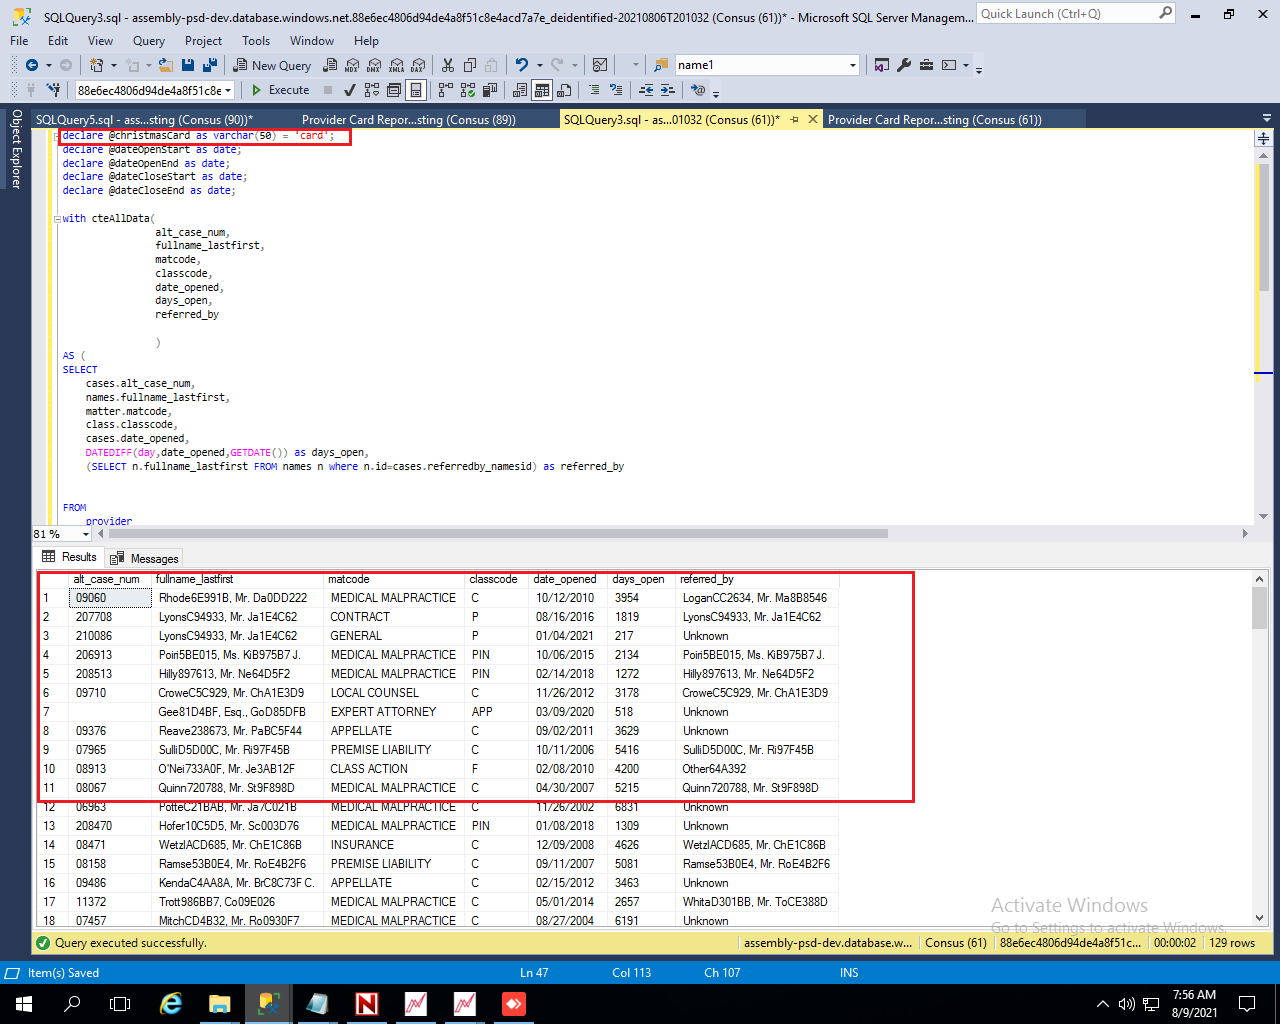 SQLQuery3.sql - assembly-psd-dev.database.windows.net.88e6ec4806d94de4a8f51c8e4acd7a7e_deidentified-20210806T201032 (Consus (61))* - Microsoft SQL Server Managem...
Quick Launch (Ctrl+Q)
File Edit View Query Project Tools Window Help
New Query MDX DMX XMLA DAX name1
88e6ec4806d94de4a8f51c8e Execute
Object Explorer
SQLQuery5.sql - ass...sting (Consus (90))* Provider Card Repor...sting (Consus (89)) SQLQuery3.sql - as...01032 (Consus (61))* Provider Card Repor...sting (Consus (61))
declare @christmasCard as varchar(50) = 'card';
declare @dateOpenStart as date;
declare @dateOpenEnd as date;
declare @dateCloseStart as date;
declare @dateCloseEnd as date;
with cteAllData(
alt_case_num,
fullname_lastfirst,
matcode,
classcode,
date_opened,
days_open,
referred_by
)
AS (
SELECT
cases.alt_case_num,
names.fullname_lastfirst,
matter.matcode,
class.classcode,
cases.date_opened,
DATEDIFF(day,date_opened,GETDATE()) as days_open,
(SELECT n.fullname_lastfirst FROM names n where n.id=cases.referredby_namesid) as referred_by
FROM
provider
81 %
Results Messages
alt_case_num fullname_lastfirst matcode classcode date_opened days_open referred_by
1 09060 Rhode6E991B, Mr. Da0DD222 MEDICAL MALPRACTICE C 10/12/2010 3954 LoganCC2634, Mr. Ma8B8546
2 207708 LyonsC94933, Mr. Ja1E4C62 CONTRACT P 08/16/2016 1819 LyonsC94933, Mr. Ja1E4C62
3 210086 LyonsC94933, Mr. Ja1E4C62 GENERAL P 01/04/2021 217 Unknown
4 206913 Poiri5BE015, Ms. KiB975B7 J. MEDICAL MALPRACTICE PIN 10/06/2015 2134 Poiri5BE015, Ms. KiB975B7 J.
5 208513 Hilly897613, Mr. Ne64D5F2 MEDICAL MALPRACTICE PIN 02/14/2018 1272 Hilly897613, Mr. Ne64D5F2
6 09710 CroweC5C929, Mr. ChA1E3D9 LOCAL COUNSEL C 11/26/2012 3178 CroweC5C929, Mr. ChA1E3D9
7 Gee81D4BF, Esq., GoD85DFB EXPERT ATTORNEY APP 03/09/2020 518 Unknown
8 09376 Reave238673, Mr. PaBC5F44 APPELLATE C 09/02/2011 3629 Unknown
9 07965 SulliD5D00C, Mr. Ri97F45B PREMISE LIABILITY C 10/11/2006 5416 SulliD5D00C, Mr. Ri97F45B
10 08913 O'Nei733A0F, Mr. Je3AB12F CLASS ACTION F 02/08/2010 4200 Other64A392
11 08067 Quinn720788, Mr. St9F898D MEDICAL MALPRACTICE C 04/30/2007 5215 Quinn720788, Mr. St9F898D
12 06963 PotteC21BAB, Mr. Ja7C021B MEDICAL MALPRACTICE C 11/26/2002 6831 Unknown
13 208470 Hofer10C5D5, Mr. Sc003D76 MEDICAL MALPRACTICE PIN 01/08/2018 1309 Unknown
14 08471 WetzlACD685, Mr. ChE1C86B INSURANCE C 12/09/2008 4626 WetzlACD685, Mr. ChE1C86B
15 08158 Ramse53B0E4, Mr. RoE4B2F6 PREMISE LIABILITY C 09/11/2007 5081 Ramse53B0E4, Mr. RoE4B2F6
16 09486 KendaC4AA8A, Mr. BrC8C73F C. APPELLATE C 02/15/2012 3463 Unknown
17 11372 Trott986BB7, Co09E026 MEDICAL MALPRACTICE C 05/01/2014 2657 WhitaD301BB, Mr. ToCE388D
18 07457 MitchCD4B32, Mr. Ro0930F7 MEDICAL MALPRACTICE C 08/27/2004 6191 Unknown
Activate Windows
Go to Settings to activate Windows.
Query executed successfully. assembly-psd-dev.database.w... Consus (61) 88e6ec4806d94de4a8f51c... 00:00:02 129 rows
Item(s) Saved Ln 47 Col 113 Ch 107 INS
7:56 AM
8/9/2021